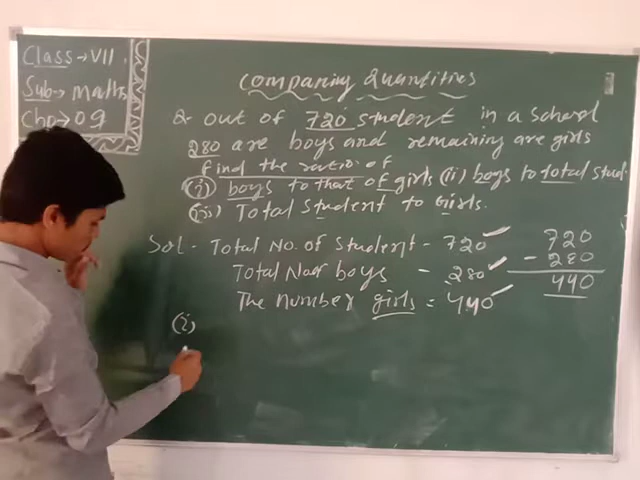 Class → VII
Sub → maths
Chp → 09
Comparing Quantities
Q- out of 720 student in a school
280 are boys and remaining are girls
find the ratio of
(i) boys to that of girls (ii) boys to total stud
(iii) Total Student to Girls.
Sol - Total No. of Student - 720
Total No of boys - 280
The number girls = 440
720
- 280
440
(i)